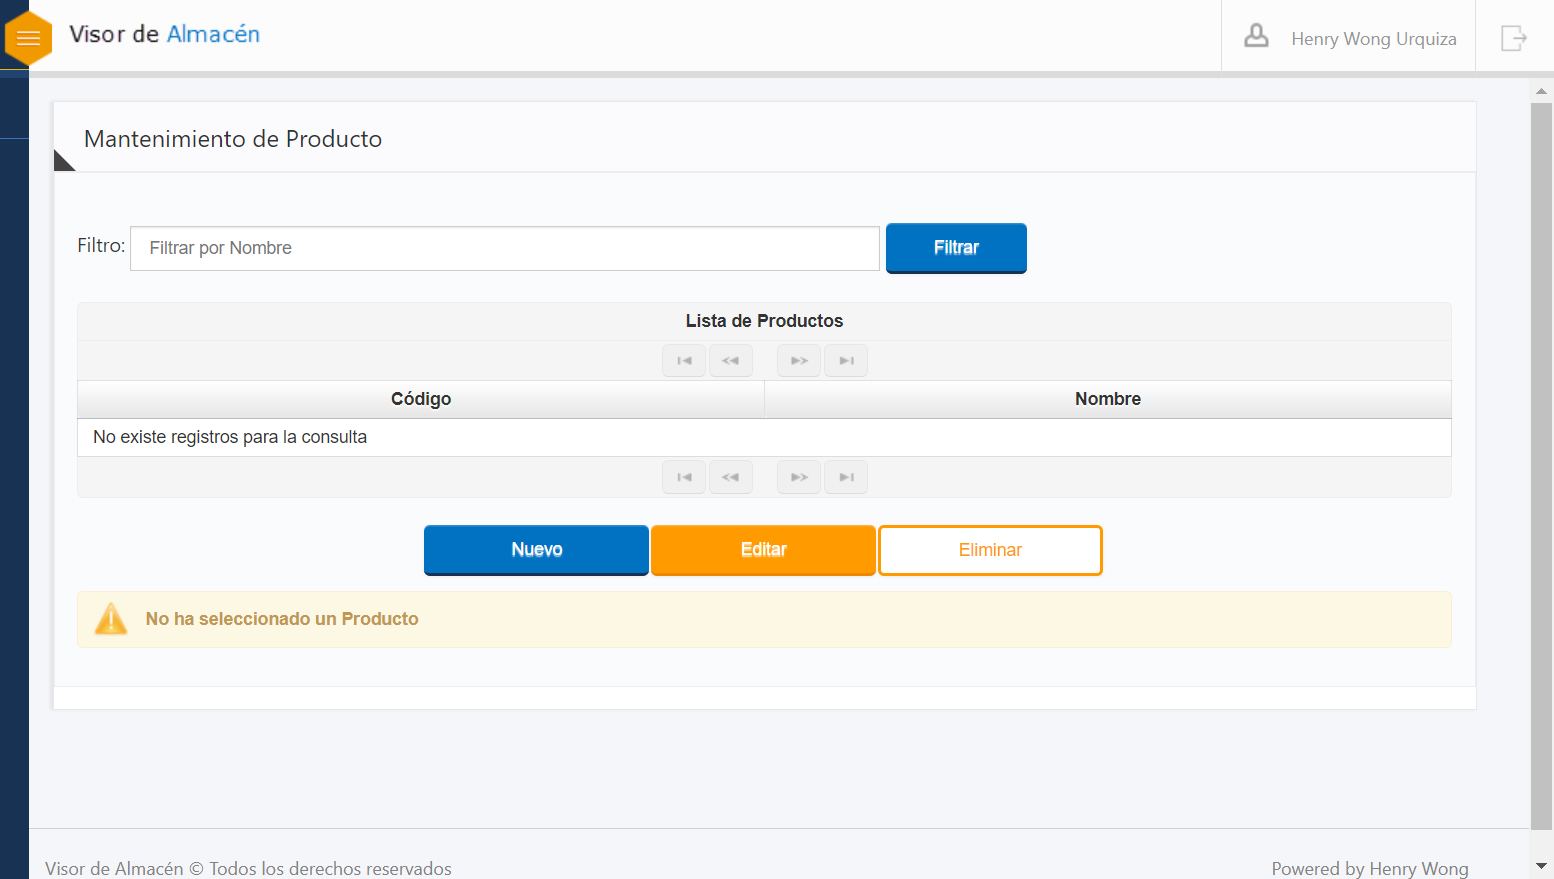 Visor de Almacén
Henry Wong Urquiza
Mantenimiento de Producto
Filtro:
Filtrar por Nombre
Filtrar
Lista de Productos
Código
Nombre
No existe registros para la consulta
Nuevo
Editar
Eliminar
No ha seleccionado un Producto
Visor de Almacén © Todos los derechos reservados
Powered by Henry Wong